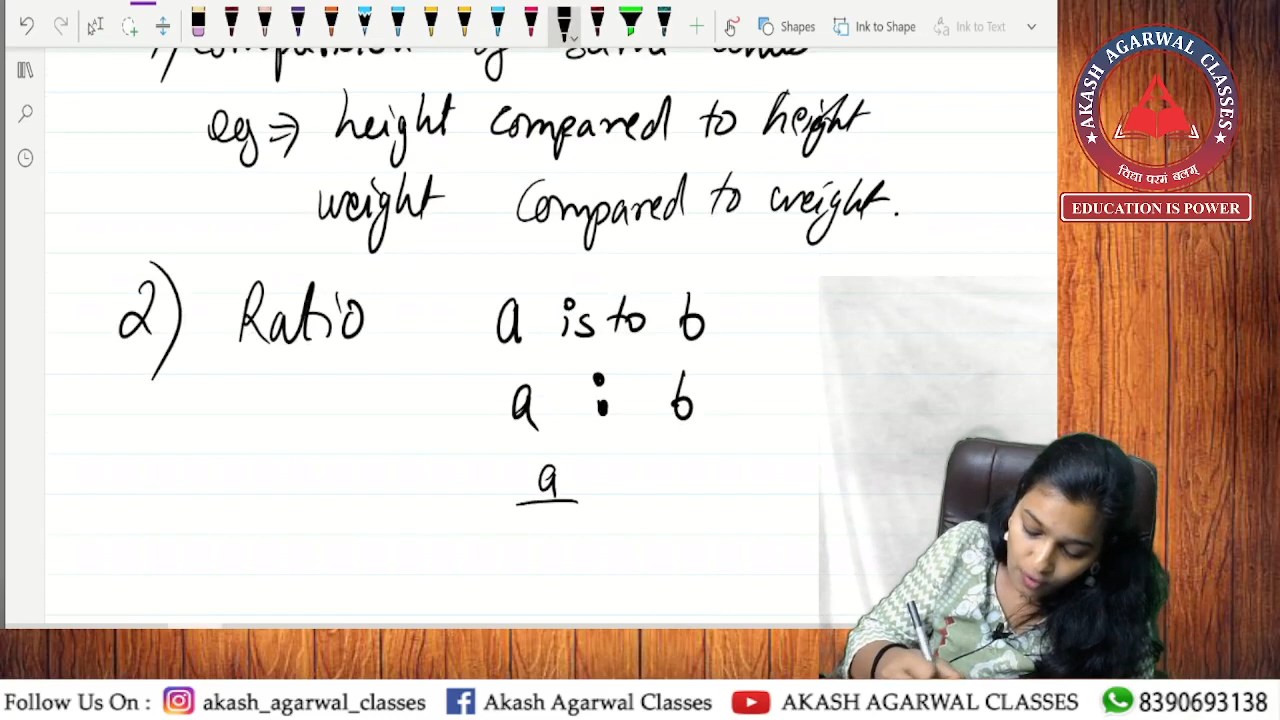 Shapes Ink to Shape Ink to Text
eg ⇒ height compared to height
weight compared to weight.
2) Ratio a is to b
a : b
a
AKASH AGARWAL CLASSES
विद्या परमं बलम्
EDUCATION IS POWER
Follow Us On : akash_agarwal_classes Akash Agarwal Classes AKASH AGARWAL CLASSES 8390693138